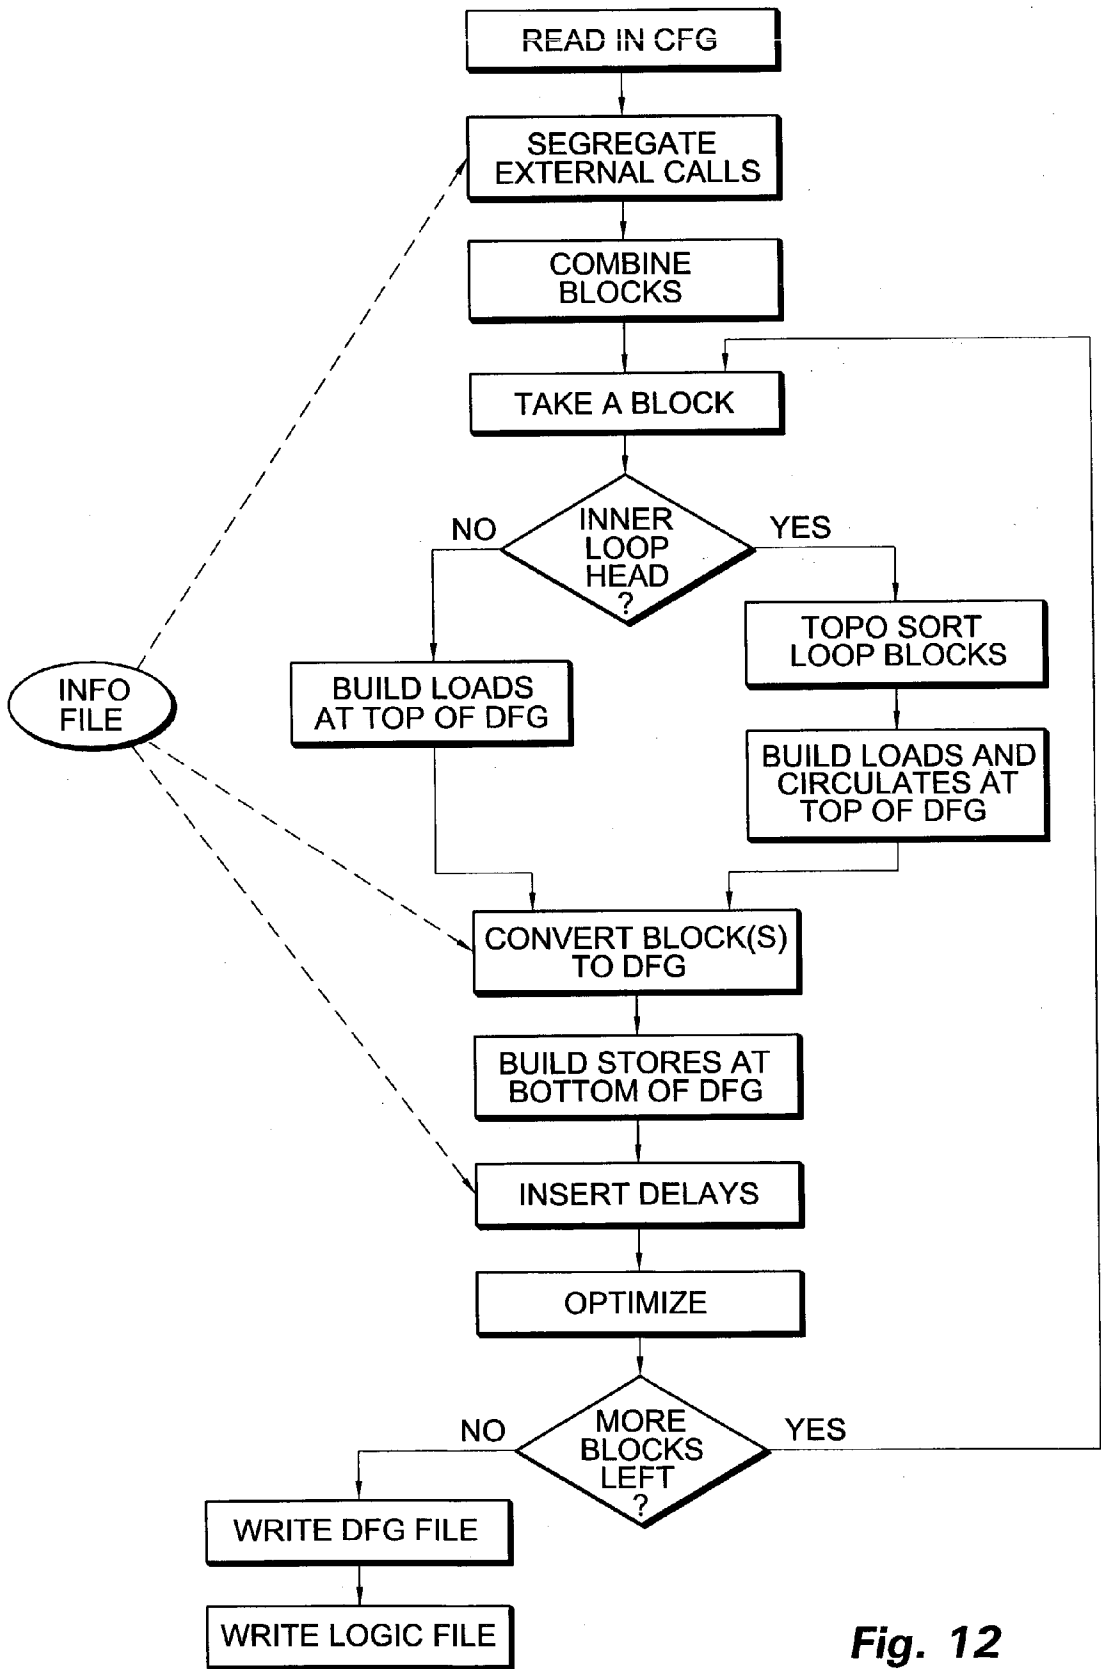 READ IN CFG
SEGREGATE
EXTERNAL CALLS
COMBINE
BLOCKS
TAKE A BLOCK
NO
INNER
LOOP
HEAD
?
YES
TOPO SORT
LOOP BLOCKS
INFO
FILE
BUILD LOADS
AT TOP OF DFG
BUILD LOADS AND
CIRCULATES AT
TOP OF DFG
CONVERT BLOCK(S)
TO DFG
BUILD STORES AT
BOTTOM OF DFG
INSERT DELAYS
OPTIMIZE
NO
MORE
BLOCKS
LEFT
?
YES
WRITE DFG FILE
WRITE LOGIC FILE
Fig. 12